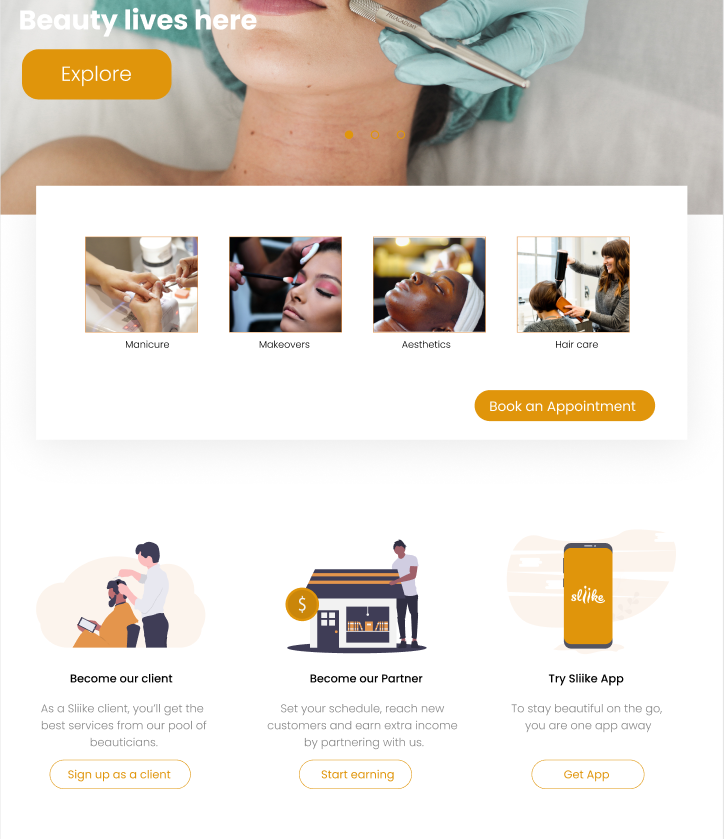 Beauty lives here
Explore
Manicure
Makeovers
Aesthetics
Hair care
Book an Appointment
$
sliike
Become our client
As a Sliike client, you'll get the
best services from our pool of
beauticians.
Sign up as a client
Become our Partner
Set your schedule, reach new
customers and earn extra income
by partnering with us.
Start earning
Try Sliike App
To stay beautiful on the go,
you are one app away
Get App